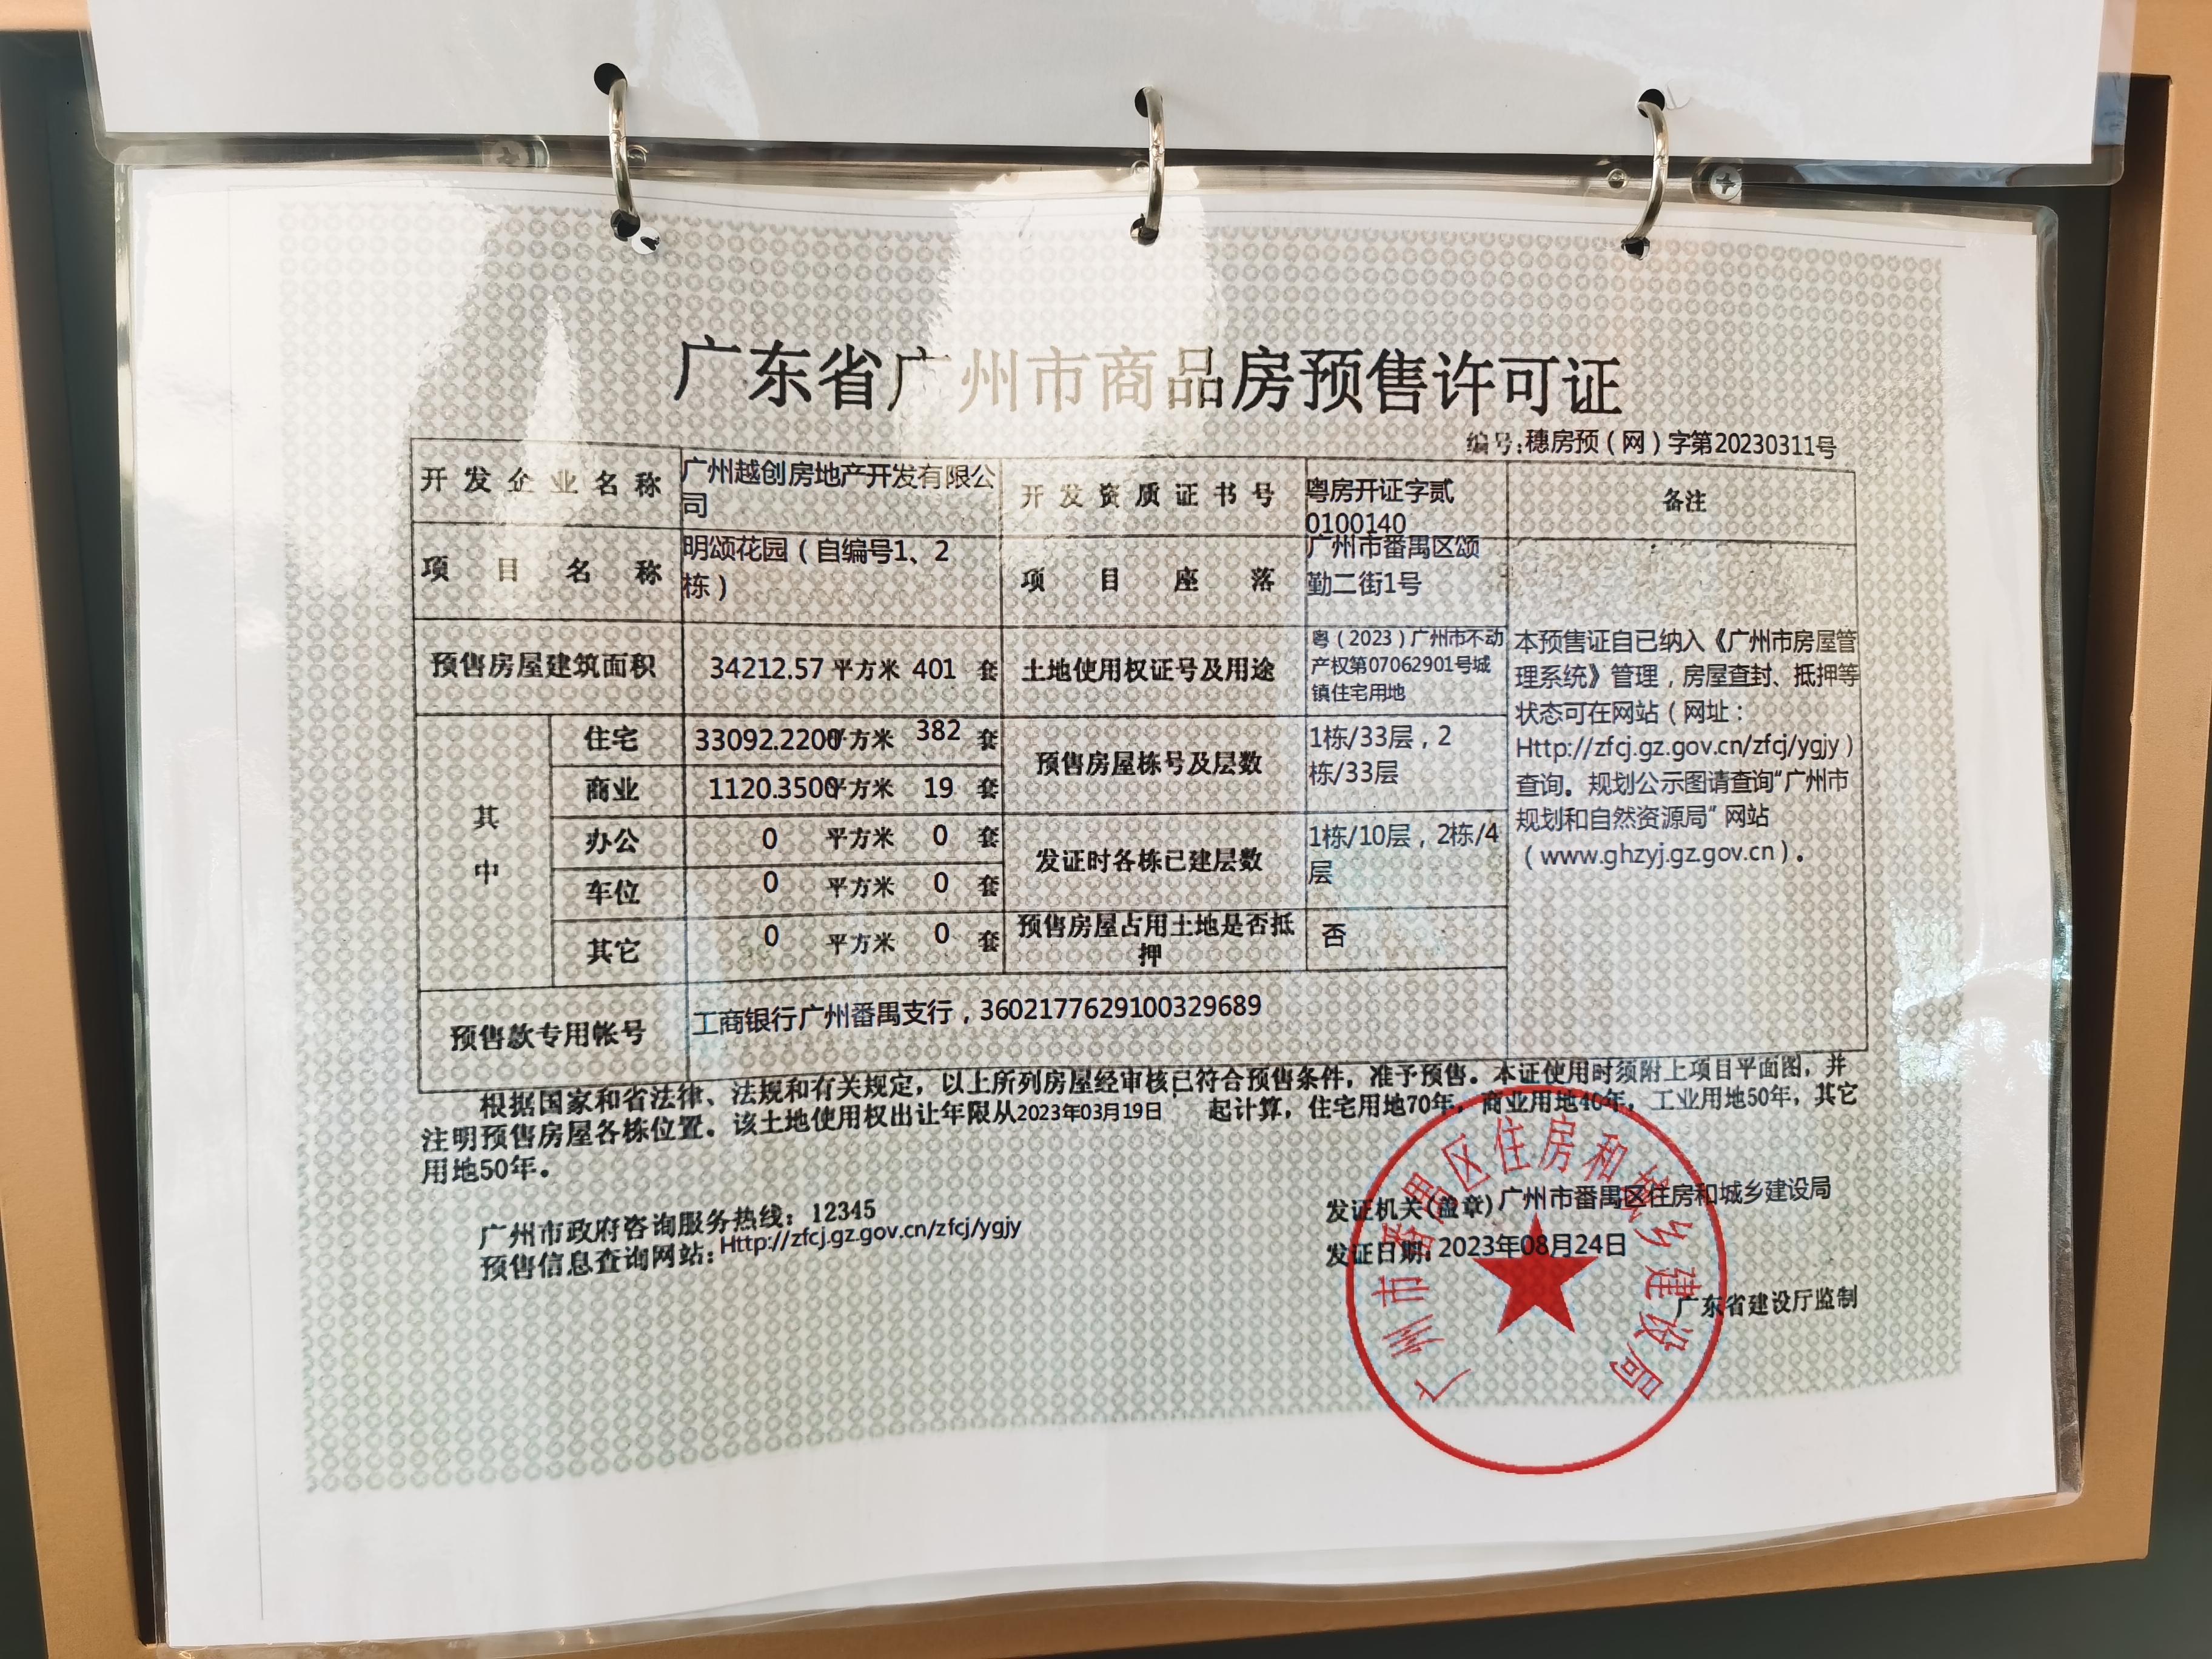 广东省广州市商品房预售许可证
编号:穗房预（网）字第20230311号
开发企业名称 广州越创房地产开发有限公
司
开发资质证书号 粤房开证字贰
0100140
备注
项目名称 明颂花园（自编号1、2
栋）
项目座落 广州市番禺区颂
勤二街1号
预售房屋建筑面积 34212.57 平方米 401 套
土地使用权证号及用途 粤（2023）广州市不动
产权第07062901号城
镇住宅用地
其中
住宅 33092.2200平方米 382 套
商业 1120.3500平方米 19 套
办公 0 平方米 0 套
车位 0 平方米 0 套
其它 0 平方米 0 套
预售房屋栋号及层数 1栋/33层，2
栋/33层
发证时各栋已建层数 1栋/10层，2栋/4
层
预售房屋占用土地是否抵
押 否
本预售证自已纳入《广州市房屋管
理系统》管理，房屋查封、抵押等
状态可在网站（网址：
Http://zfcj.gz.gov.cn/zfcj/ygjy）
查询。规划公示图请查询"广州市
规划和自然资源局" 网站
（www.ghzyj.gz.gov.cn）。
预售款专用帐号 工商银行广州番禺支行，3602177629100329689
根据国家和省法律、法规和有关规定，以上所列房屋经审核已符合预售条件，准予预售。本证使用时须附上项目平面图，并
注明预售房屋各栋位置。该土地使用权出让年限从2023年03月19日 起计算，住宅用地70年，商业用地40年，工业用地50年，其它
用地50年。
广州市政府咨询服务热线：12345
预售信息查询网站：Http://zfcj.gz.gov.cn/zfcj/ygjy
发证机关(盖章) 广州市番禺区住房和城乡建设局
发证日期: 2023年08月24日
广东省建设厅监制
广州市番禺区住房和城乡建设局